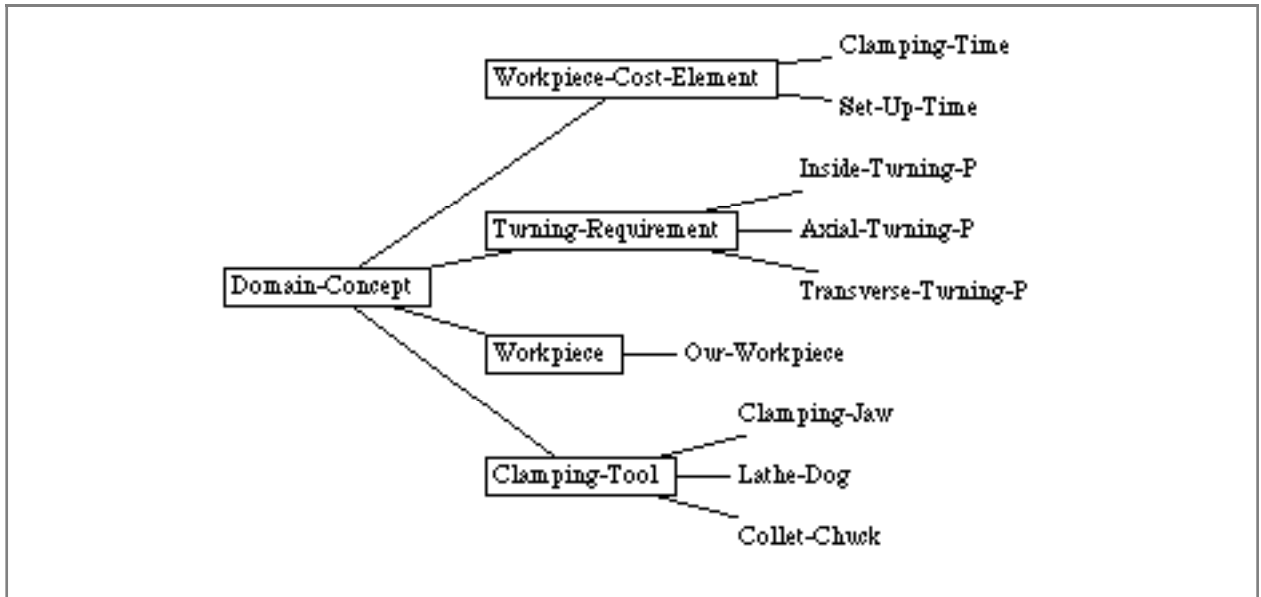 Clamping-Time
Workpiece-Cost-Element
Set-Up-Time
Inside-Turning-P
Turning-Requirement
Axial-Turning-P
Transverse-Turning-P
Domain-Concept
Workpiece
Our-Workpiece
Clamping-Jaw
Clamping-Tool
Lathe-Dog
Collet-Chuck